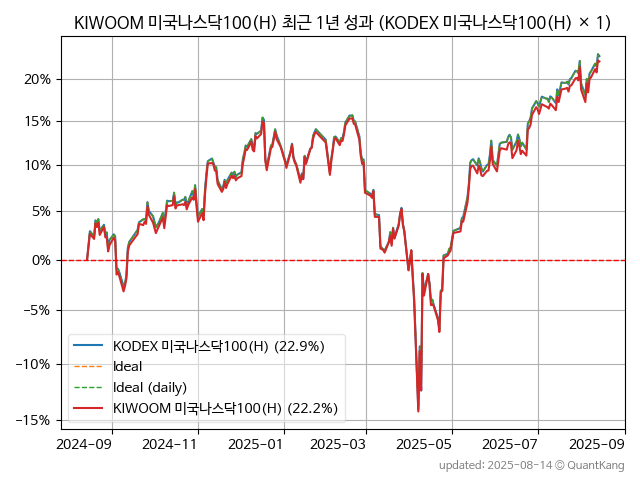 KIWOOM 미국나스닥100(H) 최근 1년 성과 (KODEX 미국나스닥100(H) × 1)
20%
15%
10%
5%
0%
−5%
−10%
−15%
KODEX 미국나스닥100(H) (22.9%)
Ideal
Ideal (daily)
KIWOOM 미국나스닥100(H) (22.2%)
2024-09
2024-11
2025-01
2025-03
2025-05
2025-07
2025-09
updated: 2025-08-14 © QuantKang